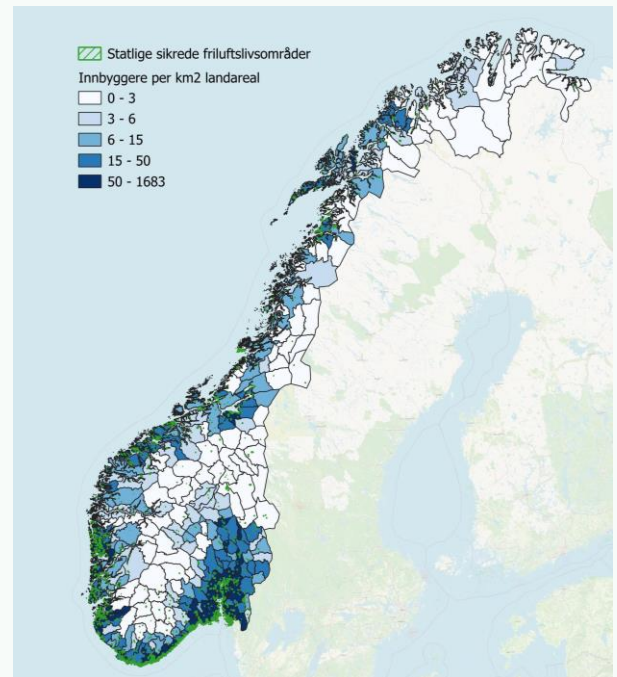 Statlige sikrede friluftslivsområder
Innbyggere per km2 landareal
0 - 3
3 - 6
6 - 15
15 - 50
50 - 1683